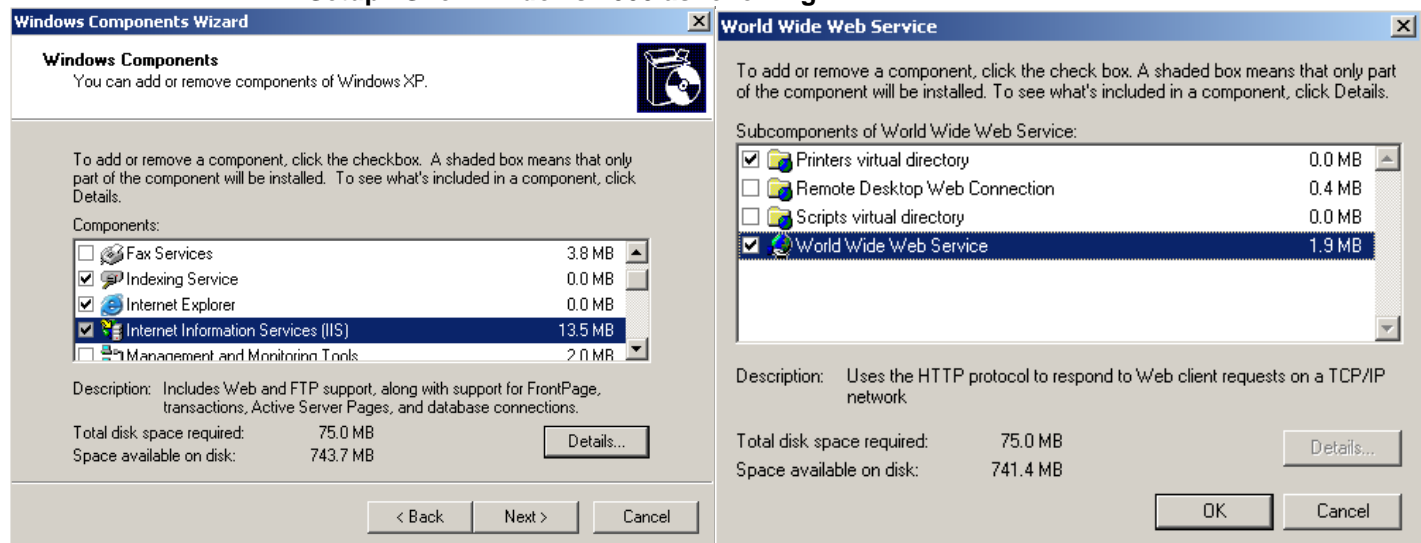 Windows Components Wizard
Windows Components
You can add or remove components of Windows XP.
To add or remove a component, click the checkbox. A shaded box means that only
part of the component will be installed. To see what's included in a component, click
Details.
Components:
Fax Services 3.8 MB
Indexing Service 0.0 MB
Internet Explorer 0.0 MB
Internet Information Services (IIS) 13.5 MB
Management and Monitoring Tools 2.0 MB
Description: Includes Web and FTP support, along with support for FrontPage,
transactions, Active Server Pages, and database connections.
Total disk space required: 75.0 MB
Space available on disk: 743.7 MB
Details...
< Back Next > Cancel
World Wide Web Service
To add or remove a component, click the check box. A shaded box means that only part
of the component will be installed. To see what's included in a component, click Details.
Subcomponents of World Wide Web Service:
Printers virtual directory 0.0 MB
Remote Desktop Web Connection 0.4 MB
Scripts virtual directory 0.0 MB
World Wide Web Service 1.9 MB
Description: Uses the HTTP protocol to respond to Web client requests on a TCP/IP
network
Total disk space required: 75.0 MB
Space available on disk: 741.4 MB
Details...
OK Cancel